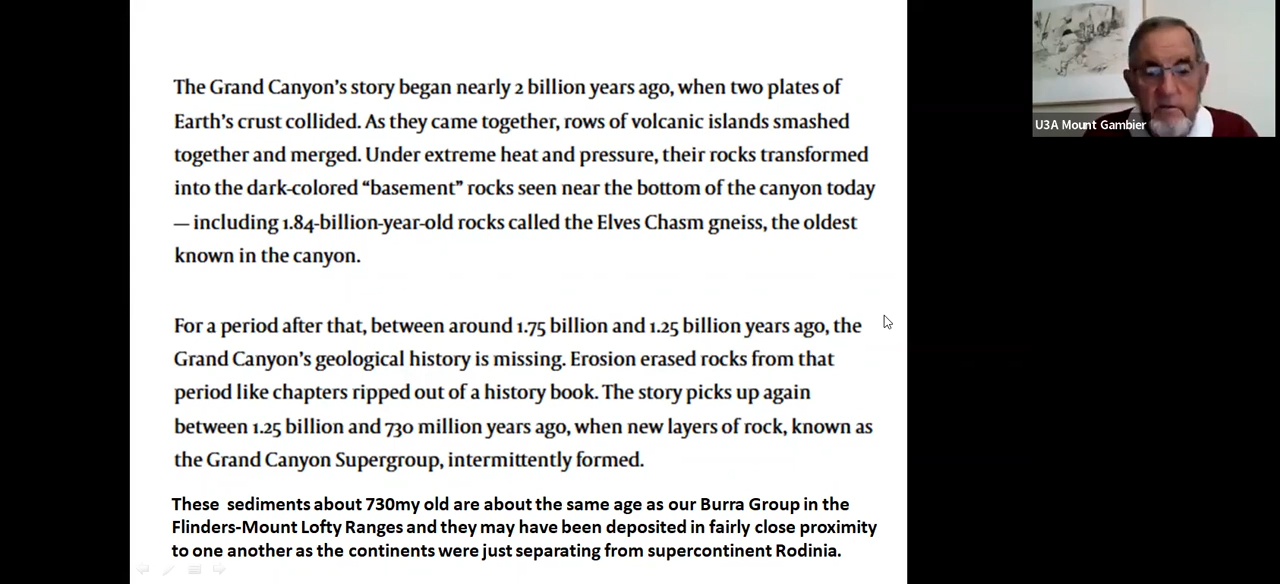 The Grand Canyon's story began nearly 2 billion years ago, when two plates of
Earth's crust collided. As they came together, rows of volcanic islands smashed
together and merged. Under extreme heat and pressure, their rocks transformed
into the dark-colored “basement” rocks seen near the bottom of the canyon today
— including 1.84-billion-year-old rocks called the Elves Chasm gneiss, the oldest
known in the canyon.
For a period after that, between around 1.75 billion and 1.25 billion years ago, the
Grand Canyon's geological history is missing. Erosion erased rocks from that
period like chapters ripped out of a history book. The story picks up again
between 1.25 billion and 730 million years ago, when new layers of rock, known as
the Grand Canyon Supergroup, intermittently formed.
These  sediments about 730my old are about the same age as our Burra Group in the
Flinders-Mount Lofty Ranges and they may have been deposited in fairly close proximity
to one another as the continents were just separating from supercontinent Rodinia.
U3A Mount Gambier